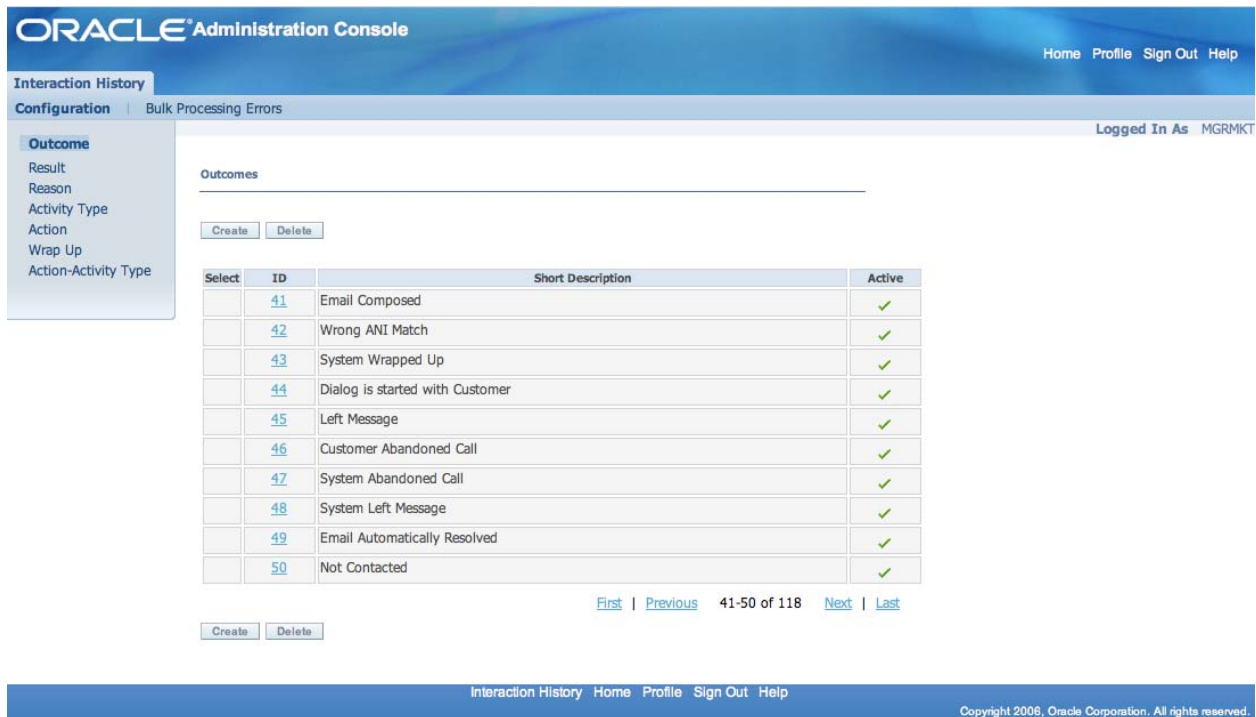 ORACLE® Administration Console
Home Profile Sign Out Help
Interaction History
Configuration | Bulk Processing Errors
Logged In As MGRMKT
Outcome
Result
Reason
Activity Type
Action
Wrap Up
Action-Activity Type
Outcomes
Create Delete
Select ID Short Description Active
41 Email Composed
42 Wrong ANI Match
43 System Wrapped Up
44 Dialog is started with Customer
45 Left Message
46 Customer Abandoned Call
47 System Abandoned Call
48 System Left Message
49 Email Automatically Resolved
50 Not Contacted
First | Previous 41-50 of 118 Next | Last
Create Delete
Interaction History Home Profile Sign Out Help
Copyright 2006, Oracle Corporation. All rights reserved.